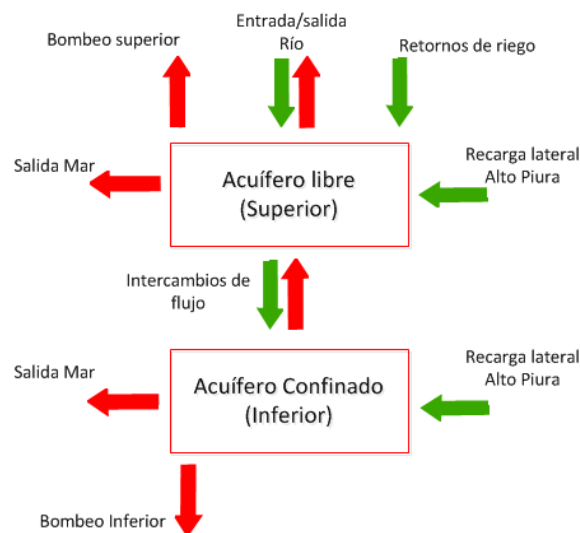 Entrada/salida
Río
Bombeo superior
Retornos de riego
Salida Mar
Acuífero libre
(Superior)
Recarga lateral
Alto Piura
Intercambios de
flujo
Salida Mar
Acuífero Confinado
(Inferior)
Recarga lateral
Alto Piura
Bombeo Inferior